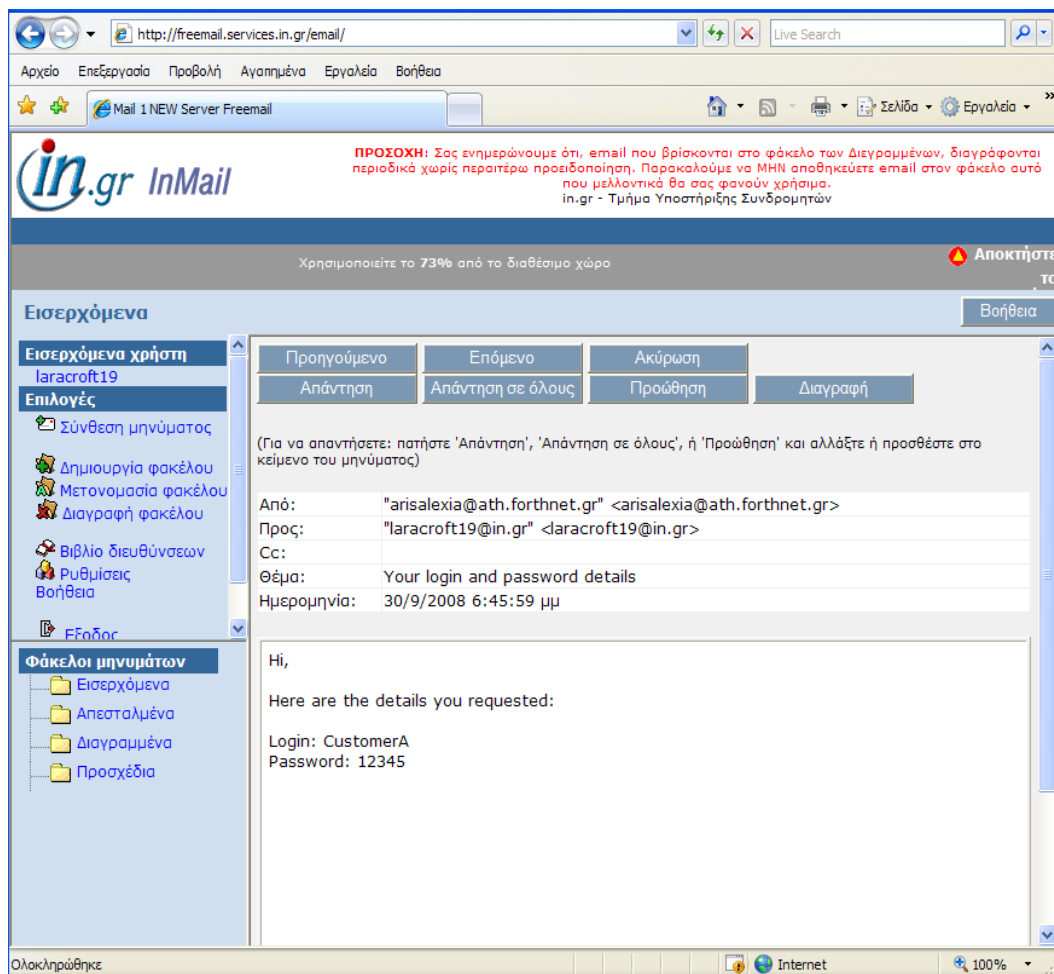 http://freemail.services.in.gr/email/
Live Search
Αρχείο Επεξεργασία Προβολή Αγαπημένα Εργαλεία Βοήθεια
Mail 1 NEW Server Freemail
Σελίδα Εργαλεία »
in.gr InMail
ΠΡΟΣΟΧΗ: Σας ενημερώνουμε ότι, email που βρίσκονται στο φάκελο των Διεγραμμένων, διαγράφονται
περιοδικά χωρίς περαιτέρω προειδοποίηση. Παρακαλούμε να ΜΗΝ αποθηκεύετε email στον φάκελο αυτό
που μελλοντικά θα σας φανούν χρήσιμα.
in.gr - Τμήμα Υποστήριξης Συνδρομητών
Χρησιμοποιείτε το 73% από το διαθέσιμο χώρο
Αποκτήστε
το
Εισερχόμενα
Βοήθεια
Εισερχόμενα χρήστη
laracroft19
Επιλογές
Σύνθεση μηνύματος
Δημιουργία φακέλου
Μετονομασία φακέλου
Διαγραφή φακέλου
Βιβλίο διευθύνσεων
Ρυθμίσεις
Βοήθεια
Εξοδος
Φάκελοι μηνυμάτων
Εισερχόμενα
Απεσταλμένα
Διαγραμμένα
Προσχέδια
Προηγούμενο Επόμενο Ακύρωση
Απάντηση Απάντηση σε όλους Προώθηση Διαγραφή
(Για να απαντήσετε: πατήστε 'Απάντηση', 'Απάντηση σε όλους', ή 'Προώθηση' και αλλάξτε ή προσθέστε στο
κείμενο του μηνύματος)
Από: "arisalexia@ath.forthnet.gr" <arisalexia@ath.forthnet.gr>
Προς: "laracroft19@in.gr" <laracroft19@in.gr>
Cc:
Θέμα: Your login and password details
Ημερομηνία: 30/9/2008 6:45:59 μμ
Hi,
Here are the details you requested:
Login: CustomerA
Password: 12345
Ολοκληρώθηκε
Internet
100%